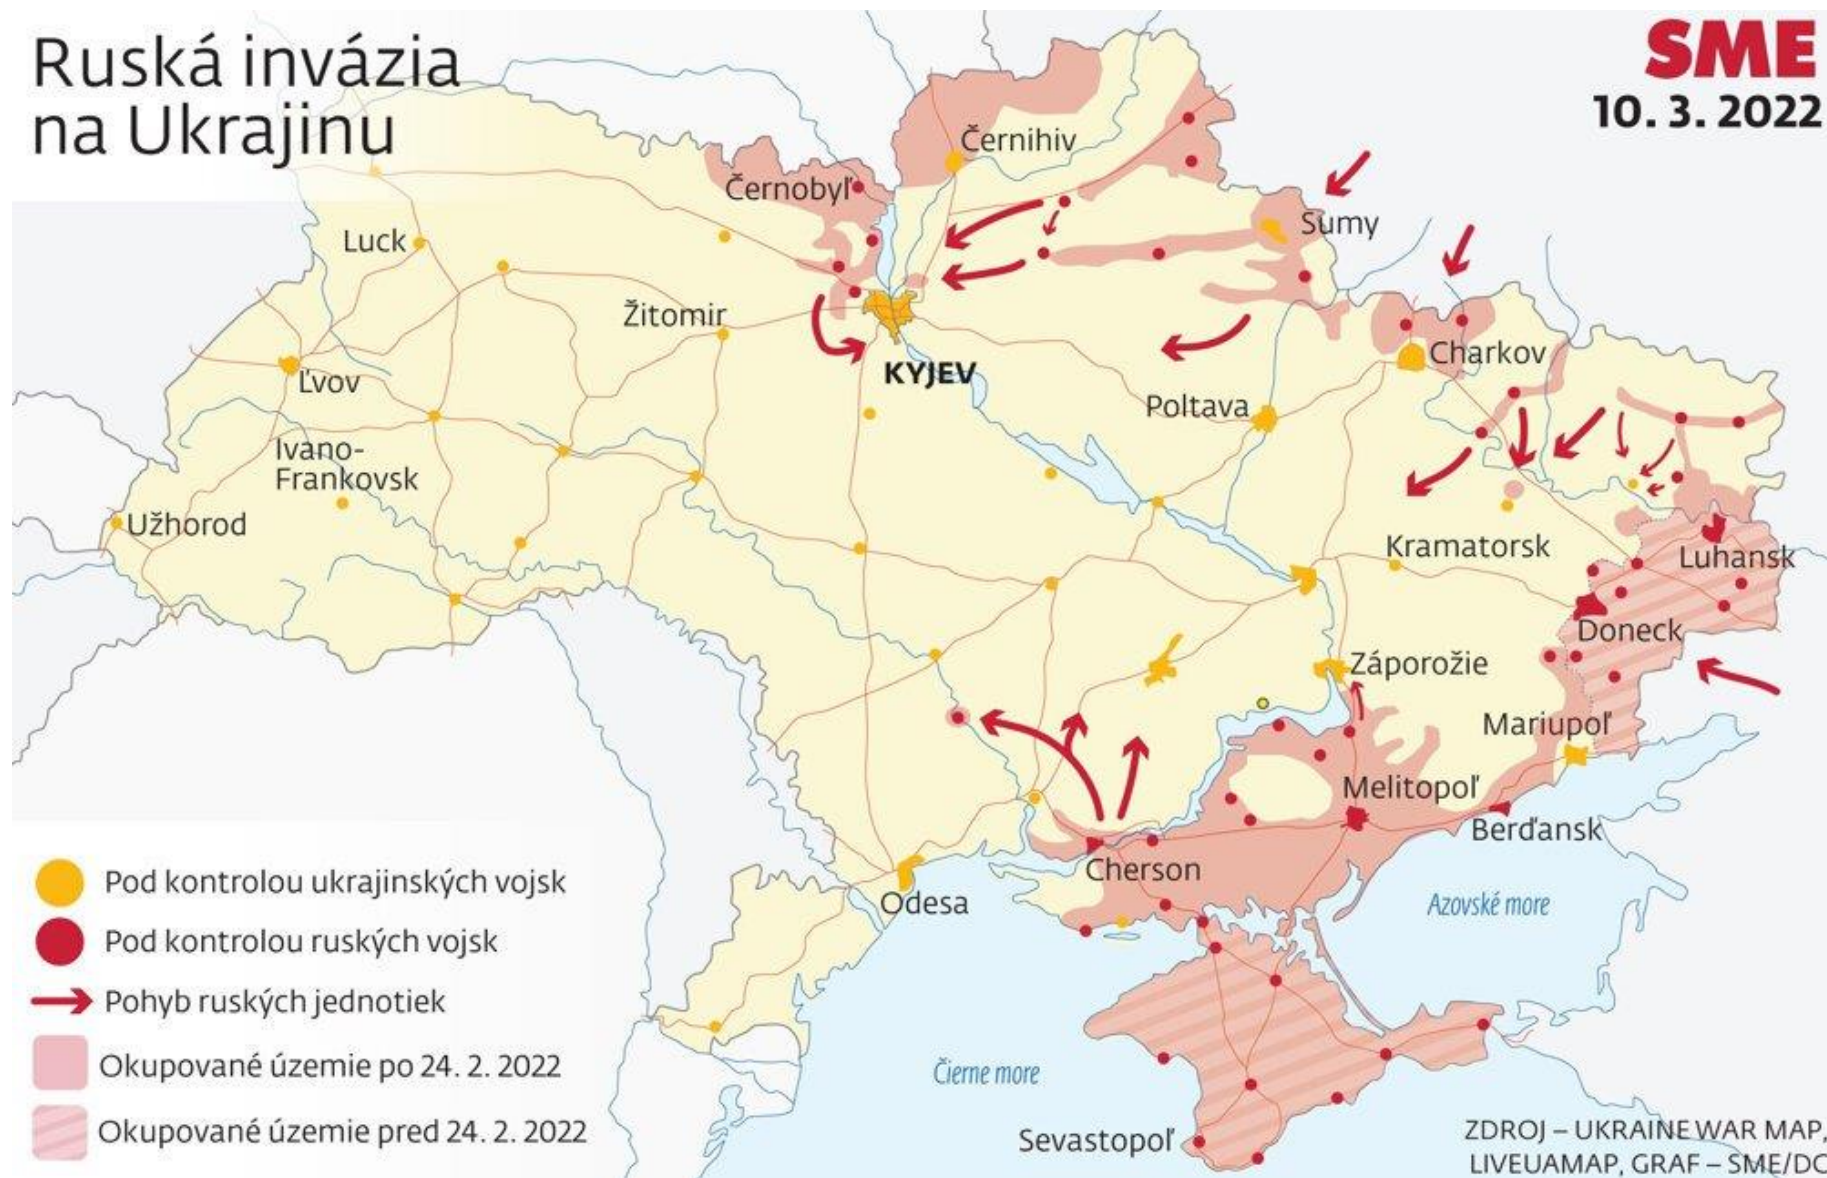 Ruská invázia
na Ukrajinu
SME
10. 3. 2022
Černihiv
Černobyľ
Sumy
Luck
Žitomir
Charkov
KYJEV
Ľvov
Poltava
Ivano-
Frankovsk
Užhorod
Kramatorsk
Luhansk
Doneck
Záporožie
Mariupoľ
Melitopoľ
Berďansk
Cherson
Odesa
Azovské more
Čierne more
Sevastopoľ
Pod kontrolou ukrajinských vojsk
Pod kontrolou ruských vojsk
Pohyb ruských jednotiek
Okupované územie po 24. 2. 2022
Okupované územie pred 24. 2. 2022
ZDROJ – UKRAINE WAR MAP,
LIVEUAMAP, GRAF – SME/DC